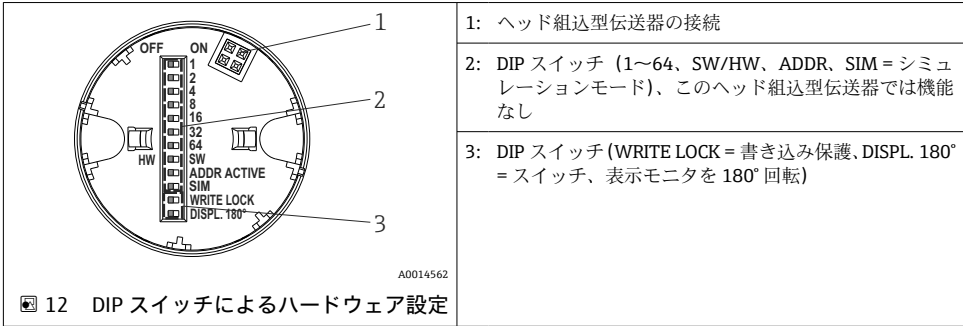 OFF ON
1
2
4
8
16
32
64
HW SW
ADDR ACTIVE
SIM
WRITE LOCK
DISPL. 180°
1
2
3
A0014562
12 DIP スイッチによるハードウェア設定
1: ヘッド組込型伝送器の接続
2: DIP スイッチ（1～64、SW/HW、ADDR、SIM = シミュ
レーションモード）、このヘッド組込型伝送器では機能
なし
3: DIP スイッチ（WRITE LOCK = 書き込み保護、DISPL. 180°
= スイッチ、表示モニタを 180° 回転）